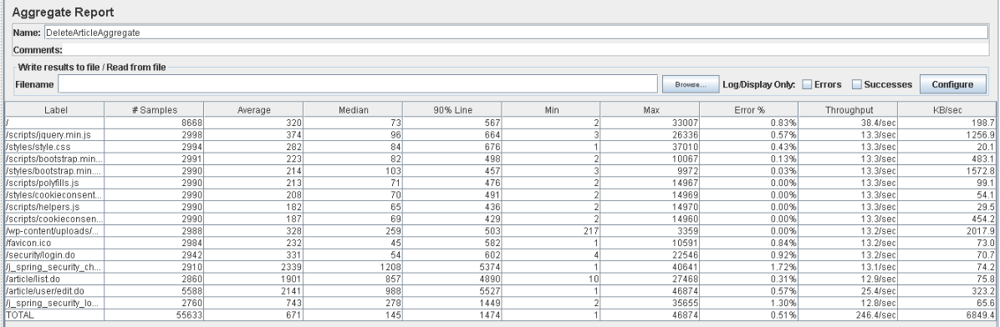 Aggregate Report
Name: DeleteArticleAggregate
Comments:
Write results to file / Read from file
Filename Browse... Log/Display Only: Errors Successes Configure
Label # Samples Average Median 90% Line Min Max Error % Throughput KB/sec
/ 8668 320 73 567 2 33007 0.83% 38.4/sec 198.7
/scripts/jquery.min.js 2998 374 96 664 3 26336 0.57% 13.3/sec 1256.9
/styles/style.css 2994 282 84 676 1 37010 0.43% 13.3/sec 20.1
/scripts/bootstrap.min... 2991 223 82 498 2 10067 0.13% 13.3/sec 483.1
/styles/bootstrap.min.... 2990 214 103 457 3 9972 0.03% 13.3/sec 1572.8
/scripts/polyfills.js 2990 213 71 476 2 14967 0.00% 13.3/sec 99.1
/styles/cookieconsent... 2990 208 70 491 2 14969 0.00% 13.3/sec 54.1
/scripts/helpers.js 2990 182 65 436 2 14970 0.00% 13.3/sec 29.5
/scripts/cookieconsen... 2990 187 69 429 2 14960 0.00% 13.3/sec 454.2
/wp-content/uploads/... 2988 328 259 503 217 3359 0.00% 13.2/sec 2017.9
/favicon.ico 2984 232 45 582 1 10591 0.84% 13.2/sec 73.0
/security/login.do 2942 331 54 602 4 22546 0.92% 13.2/sec 70.7
/j_spring_security_ch... 2910 2339 1208 5374 1 40641 1.72% 13.1/sec 74.2
/article/list.do 2860 1901 857 4890 10 27468 0.31% 12.9/sec 75.8
/article/user/edit.do 5588 2141 988 5527 1 46874 0.57% 25.4/sec 323.2
/j_spring_security_lo... 2760 743 278 1449 2 35655 1.30% 12.8/sec 65.6
TOTAL 55633 671 145 1474 1 46874 0.51% 246.4/sec 6849.4